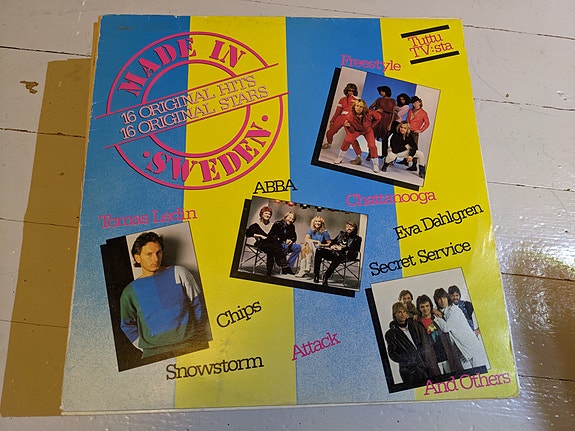 MADE IN
16 ORIGINAL HITS
16 ORIGINAL STARS
·SWEDEN·
Tuttu
TV:stä
Freestyle
ABBA
Chattanooga
Tomas Ledin
Eva Dahlgren
Secret Service
Chips
Attack
Snowstorm
And Others